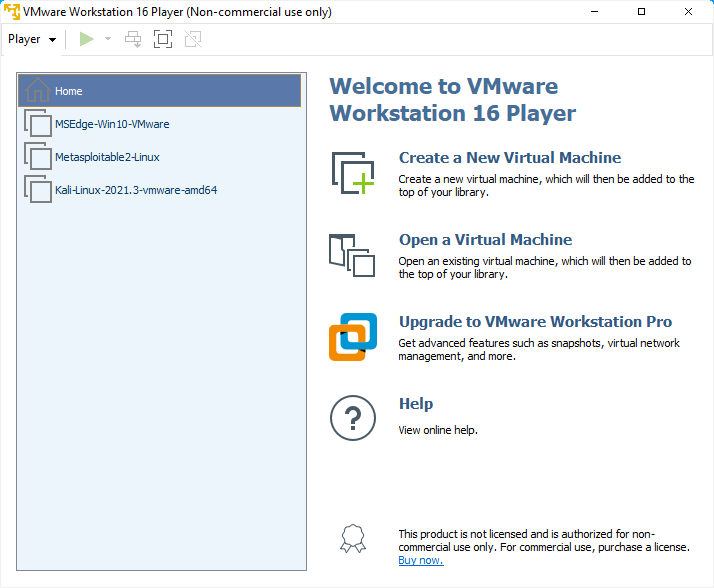 VMware Workstation 16 Player (Non-commercial use only)
Player
Home
MSEdge-Win10-VMware
Metasploitable2-Linux
Kali-Linux-2021.3-vmware-amd64
Welcome to VMware
Workstation 16 Player
Create a New Virtual Machine
Create a new virtual machine, which will then be added to the
top of your library.
Open a Virtual Machine
Open an existing virtual machine, which will then be added to
the top of your library.
Upgrade to VMware Workstation Pro
Get advanced features such as snapshots, virtual network
management, and more.
?
Help
View online help.
This product is not licensed and is authorized for non-
commercial use only. For commercial use, purchase a license.
Buy now.